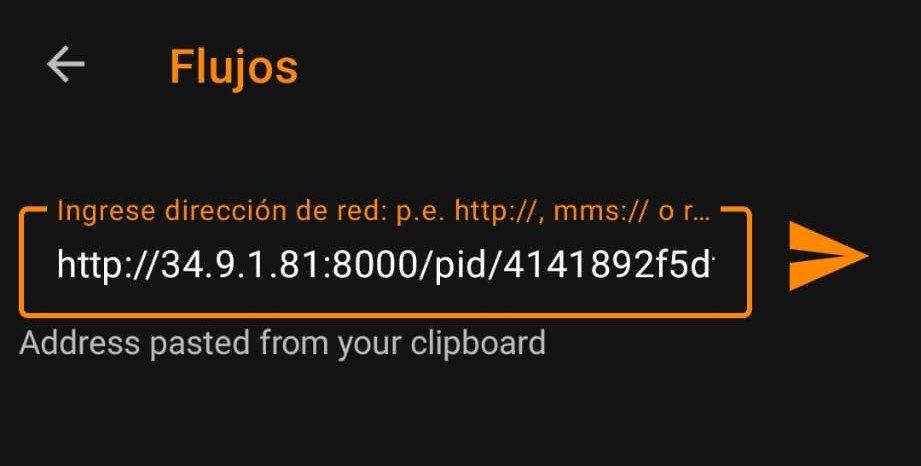 Flujos
Ingrese dirección de red: p.e. http://, mms:// o r...
http://34.9.1.81:8000/pid/4141892f5d
Address pasted from your clipboard